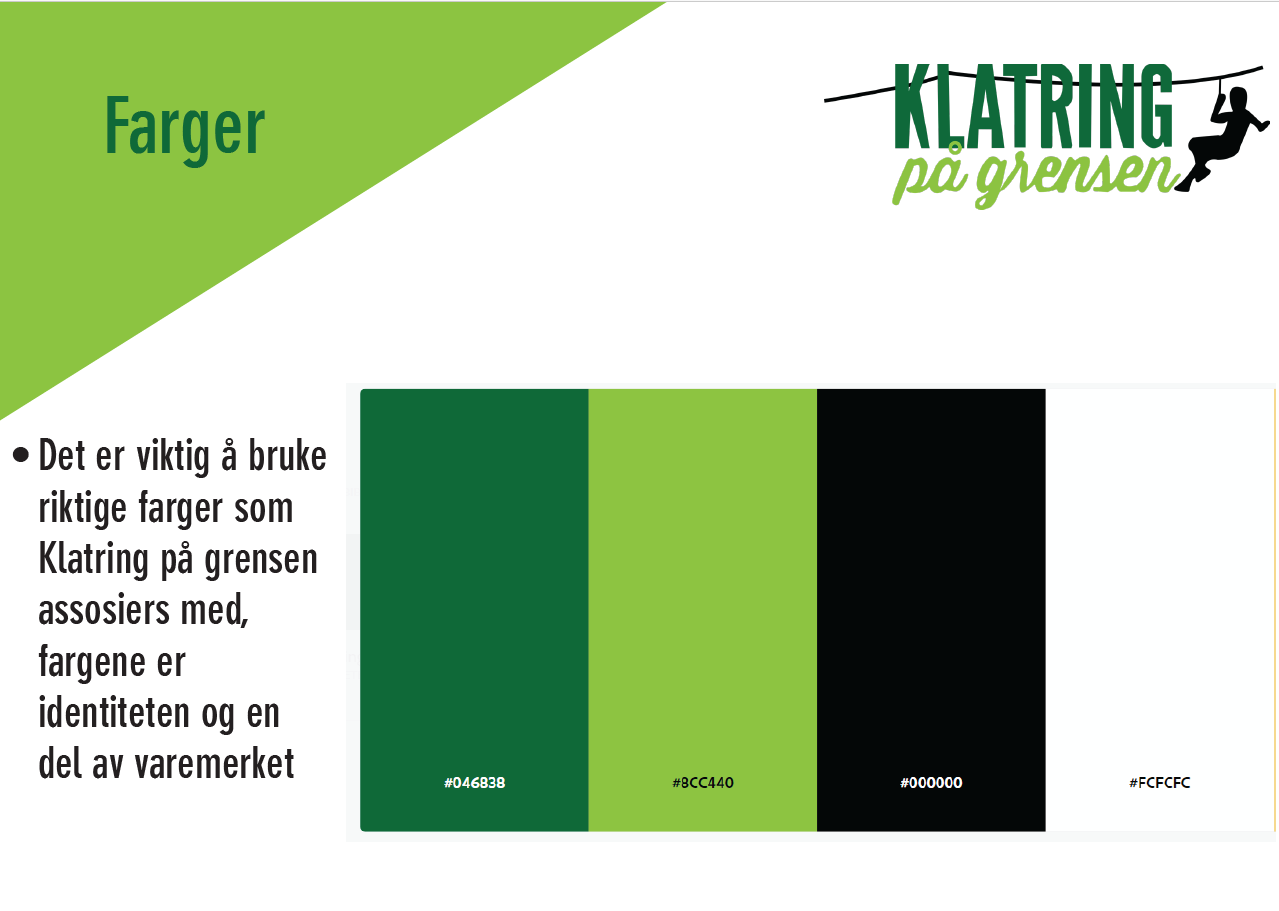 Farger
KLATRING
på grensen
• Det er viktig å bruke
riktige farger som
Klatring på grensen
assosiers med,
fargene er
identiteten og en
del av varemerket
#046838
#8CC440
#000000
#FCFCFC